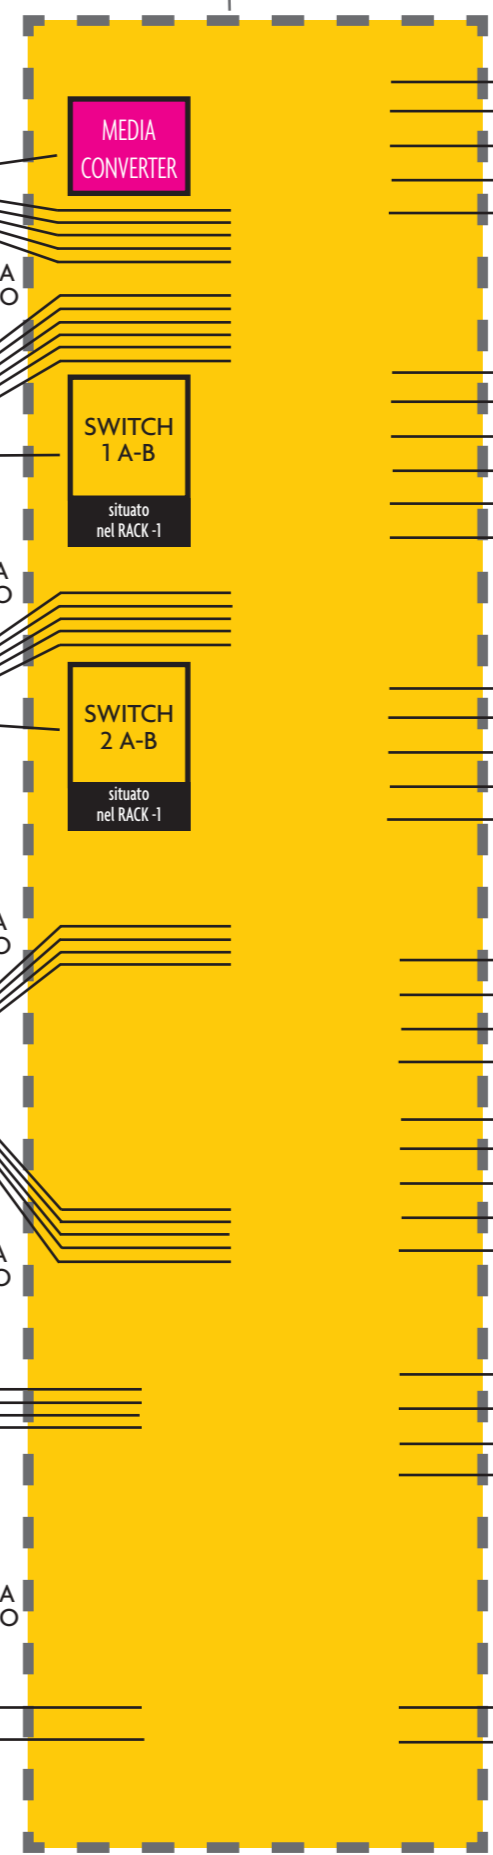 MEDIA
CONVERTER
A
O
SWITCH
1 A-B
situato
nel RACK -1
A
O
SWITCH
2 A-B
situato
nel RACK -1
A
O
A
O
A
O